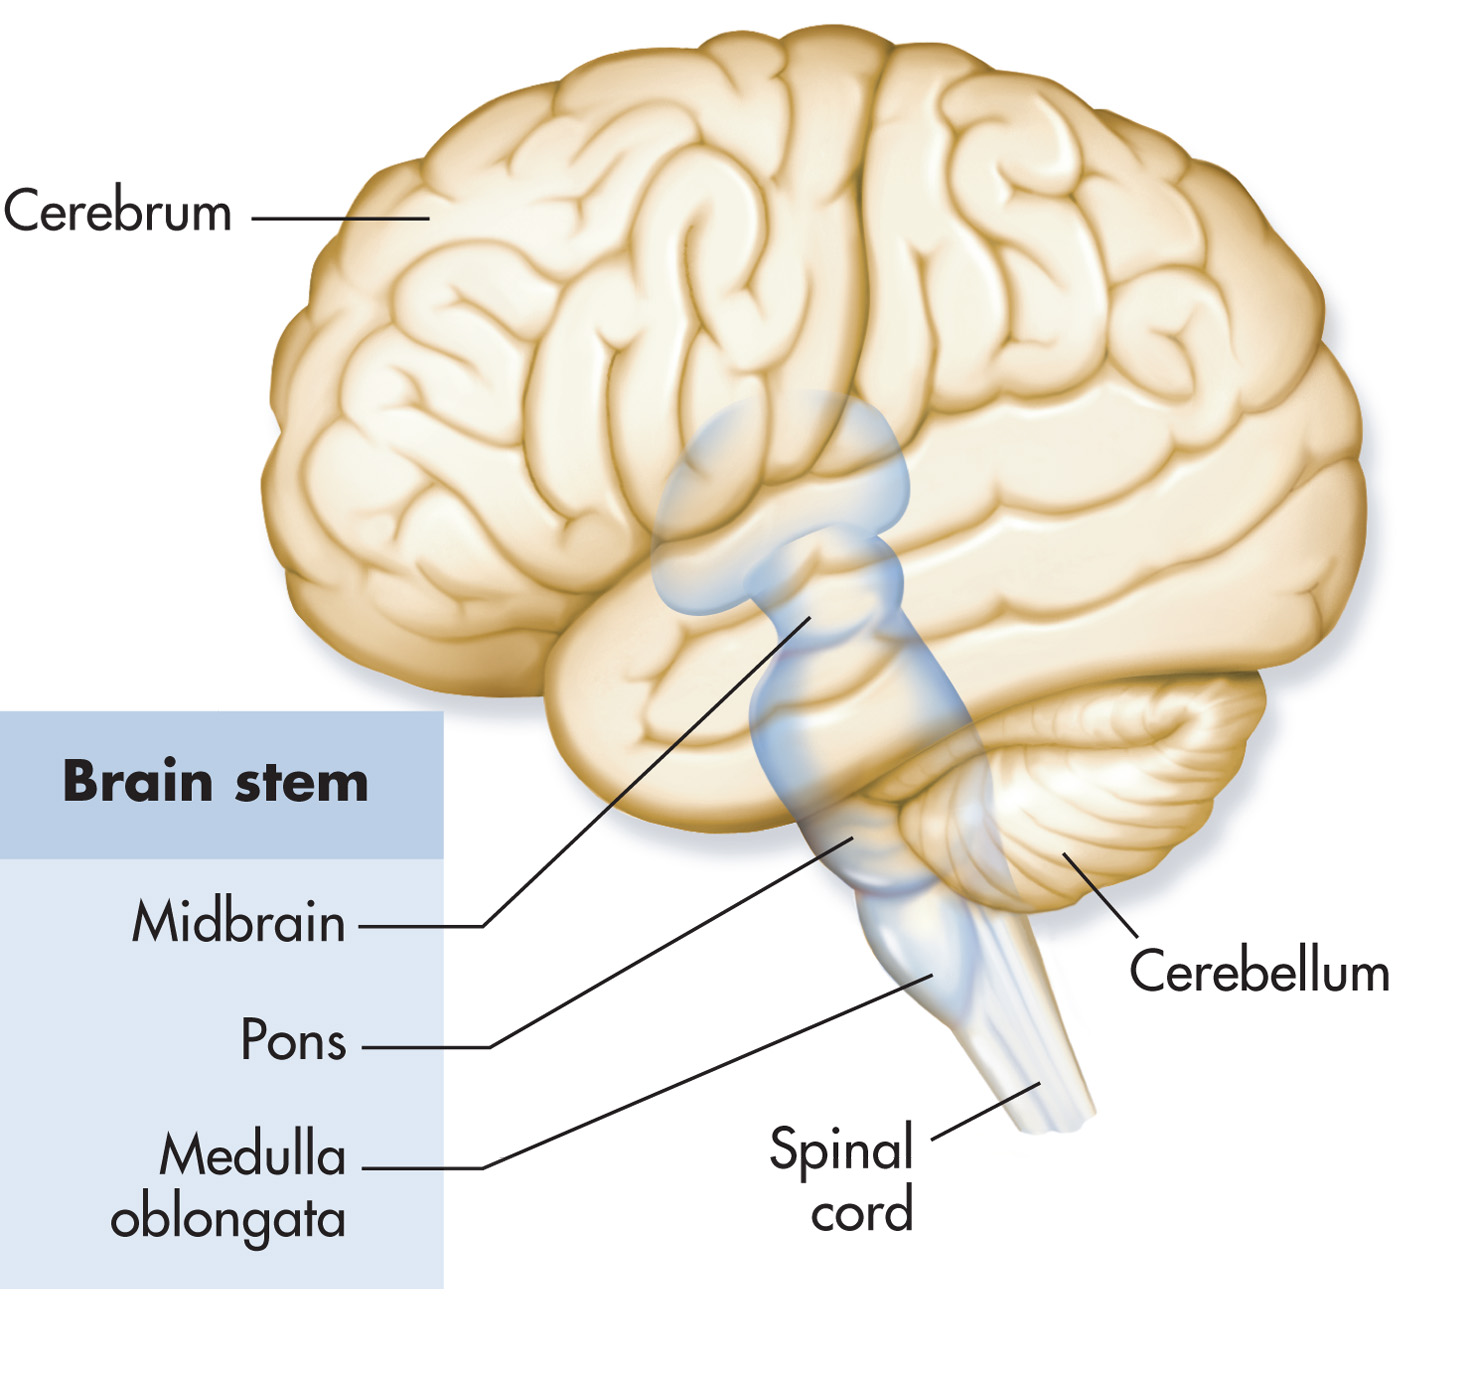 Cerebrum
Brain stem
Midbrain
Pons
Medulla
oblongata
Cerebellum
Spinal
cord